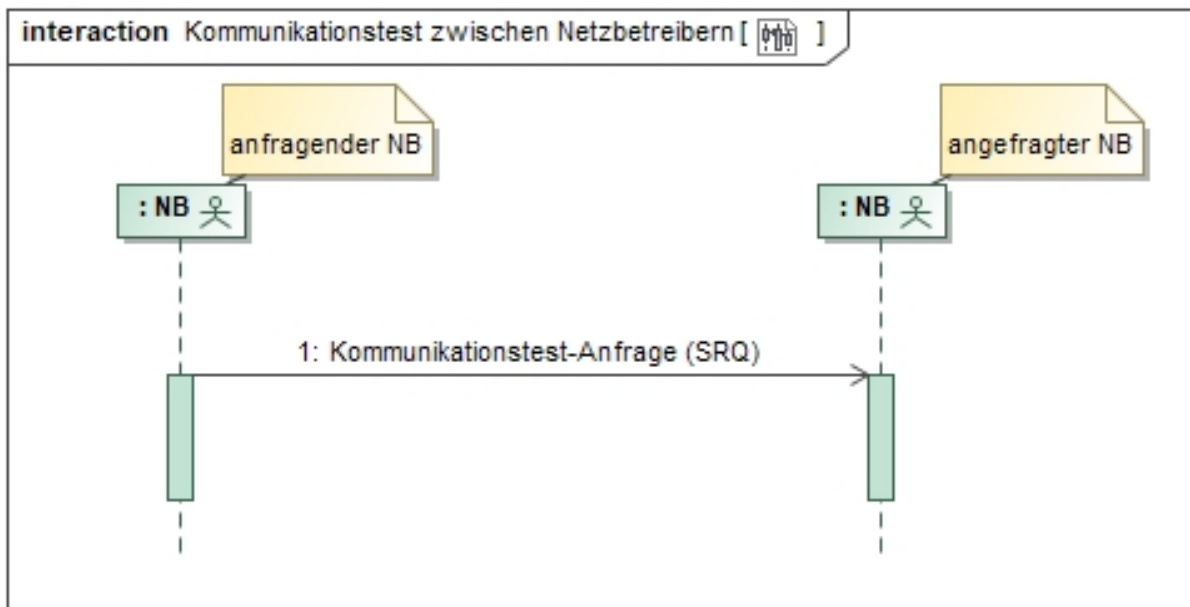 interaction Kommunikationstest zwischen Netzbetreibern [ ]
anfragender NB
angefragter NB
: NB
: NB
1: Kommunikationstest-Anfrage (SRQ)